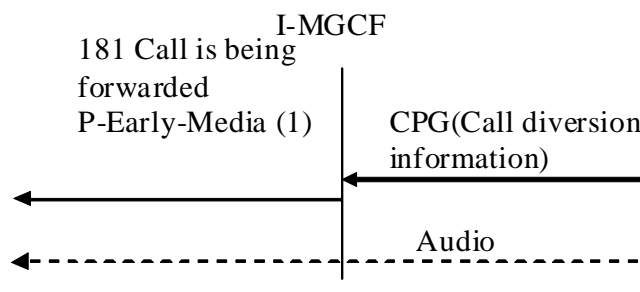 I-MGCF
181 Call is being
forwarded
P-Early-Media (1)
CPG(Call diversion
information)
Audio